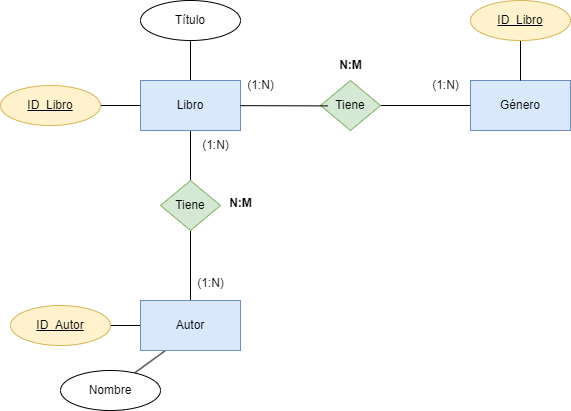 Título
ID_Libro
N:M
ID_Libro
Libro
(1:N)
Tiene
(1:N)
Género
(1:N)
Tiene
N:M
(1:N)
ID_Autor
Autor
Nombre